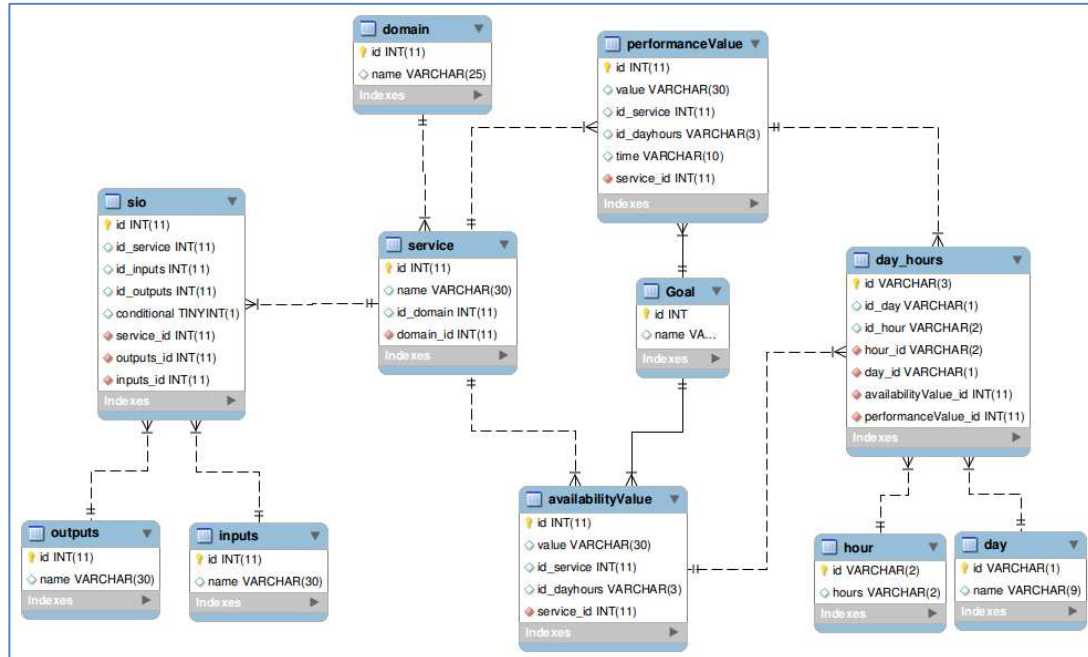 domain
id INT(11)
name VARCHAR(25)
Indexes
performanceValue
id INT(11)
value VARCHAR(30)
id_service INT(11)
id_dayhours VARCHAR(3)
time VARCHAR(10)
service_id INT(11)
Indexes
sio
id INT(11)
id_service INT(11)
id_inputs INT(11)
id_outputs INT(11)
conditional TINYINT(1)
service_id INT(11)
outputs_id INT(11)
inputs_id INT(11)
Indexes
service
id INT(11)
name VARCHAR(30)
id_domain INT(11)
domain_id INT(11)
Indexes
Goal
id INT
name VA...
Indexes
day_hours
id VARCHAR(3)
id_day VARCHAR(1)
id_hour VARCHAR(2)
hour_id VARCHAR(2)
day_id VARCHAR(1)
availabilityValue_id INT(11)
performanceValue_id INT(11)
Indexes
outputs
id INT(11)
name VARCHAR(30)
Indexes
inputs
id INT(11)
name VARCHAR(30)
Indexes
availabilityValue
id INT(11)
value VARCHAR(30)
id_service INT(11)
id_dayhours VARCHAR(3)
service_id INT(11)
Indexes
hour
id VARCHAR(2)
hours VARCHAR(2)
Indexes
day
id VARCHAR(1)
name VARCHAR(9)
Indexes